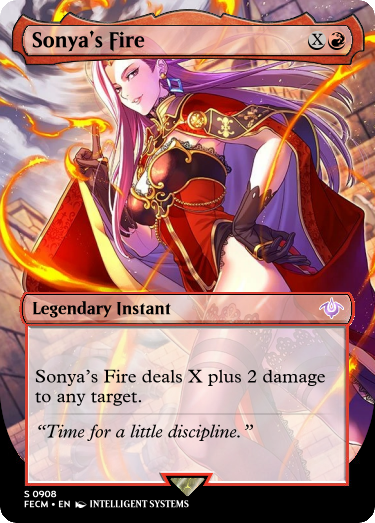 Sonya's Fire X
Legendary Instant
Sonya's Fire deals X plus 2 damage
to any target.
"Time for a little discipline."
S 0908
FECM • EN INTELLIGENT SYSTEMS